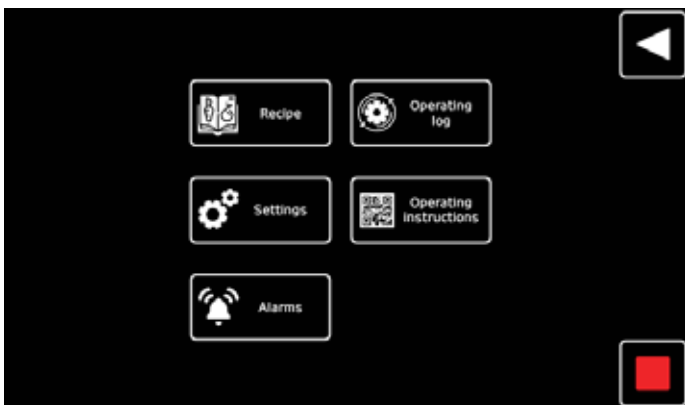 Recipe
Operating
log
Settings
Operating
instructions
Alarms